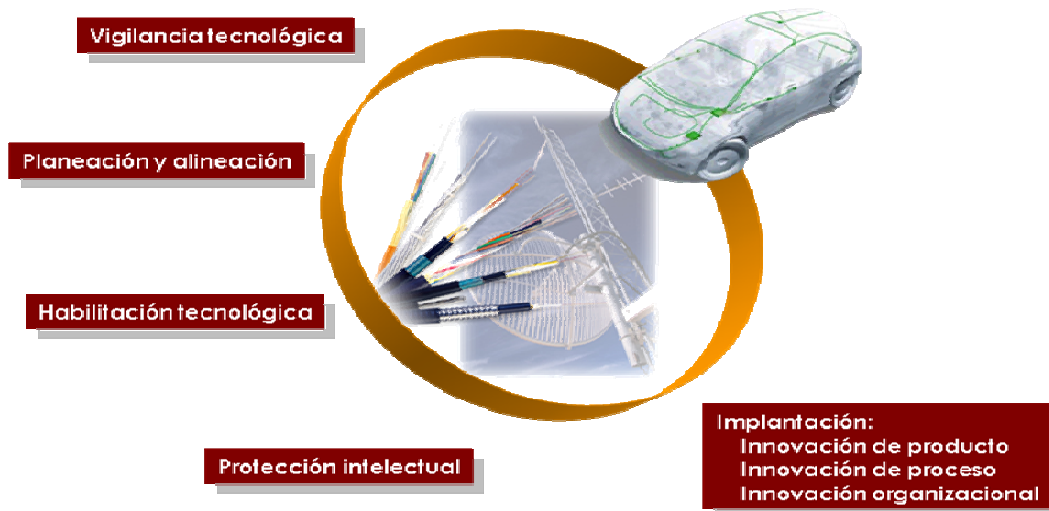 Vigilancia tecnológica
Planeación y alineación
Habilitación tecnológica
Protección intelectual
Implantación:
Innovación de producto
Innovación de proceso
Innovación organizacional